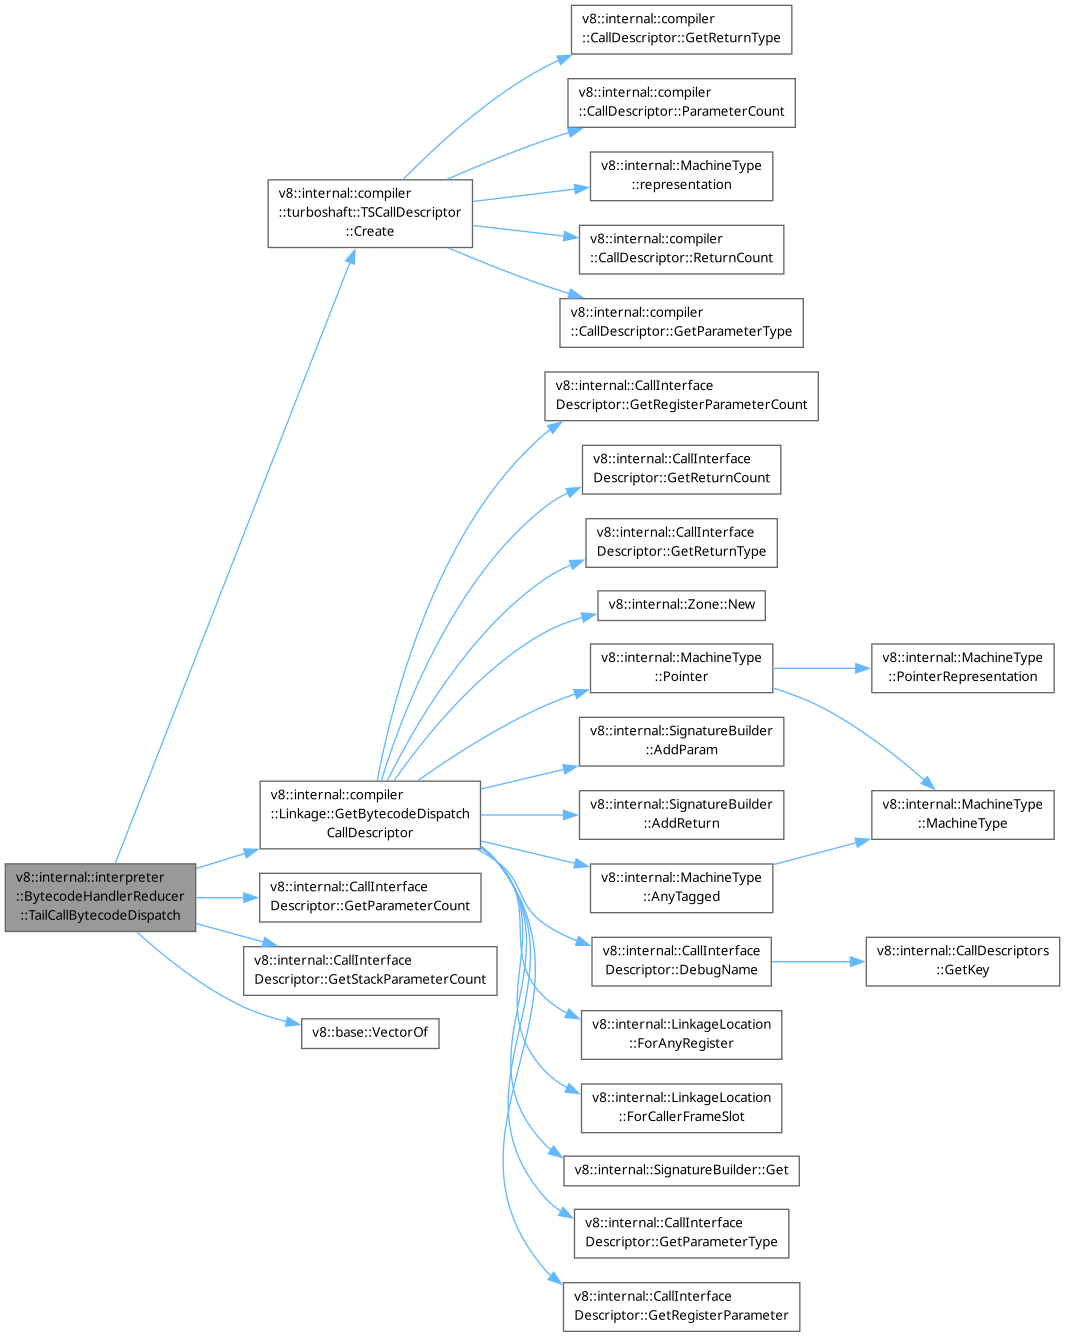 v8::internal::compiler
::CallDescriptor::GetReturnType
v8::internal::compiler
::CallDescriptor::ParameterCount
v8::internal::MachineType
::representation
v8::internal::compiler
::turboshaft::TSCallDescriptor
::Create
v8::internal::compiler
::CallDescriptor::ReturnCount
v8::internal::compiler
::CallDescriptor::GetParameterType
v8::internal::CallInterface
Descriptor::GetRegisterParameterCount
v8::internal::CallInterface
Descriptor::GetReturnCount
v8::internal::CallInterface
Descriptor::GetReturnType
v8::internal::Zone::New
v8::internal::MachineType
::Pointer
v8::internal::MachineType
::PointerRepresentation
v8::internal::SignatureBuilder
::AddParam
v8::internal::compiler
::Linkage::GetBytecodeDispatch
CallDescriptor
v8::internal::SignatureBuilder
::AddReturn
v8::internal::MachineType
::MachineType
v8::internal::interpreter
::BytecodeHandlerReducer
::TailCallBytecodeDispatch
v8::internal::CallInterface
Descriptor::GetParameterCount
v8::internal::MachineType
::AnyTagged
v8::internal::CallInterface
Descriptor::GetStackParameterCount
v8::internal::CallInterface
Descriptor::DebugName
v8::internal::CallDescriptors
::GetKey
v8::base::VectorOf
v8::internal::LinkageLocation
::ForAnyRegister
v8::internal::LinkageLocation
::ForCallerFrameSlot
v8::internal::SignatureBuilder::Get
v8::internal::CallInterface
Descriptor::GetParameterType
v8::internal::CallInterface
Descriptor::GetRegisterParameter